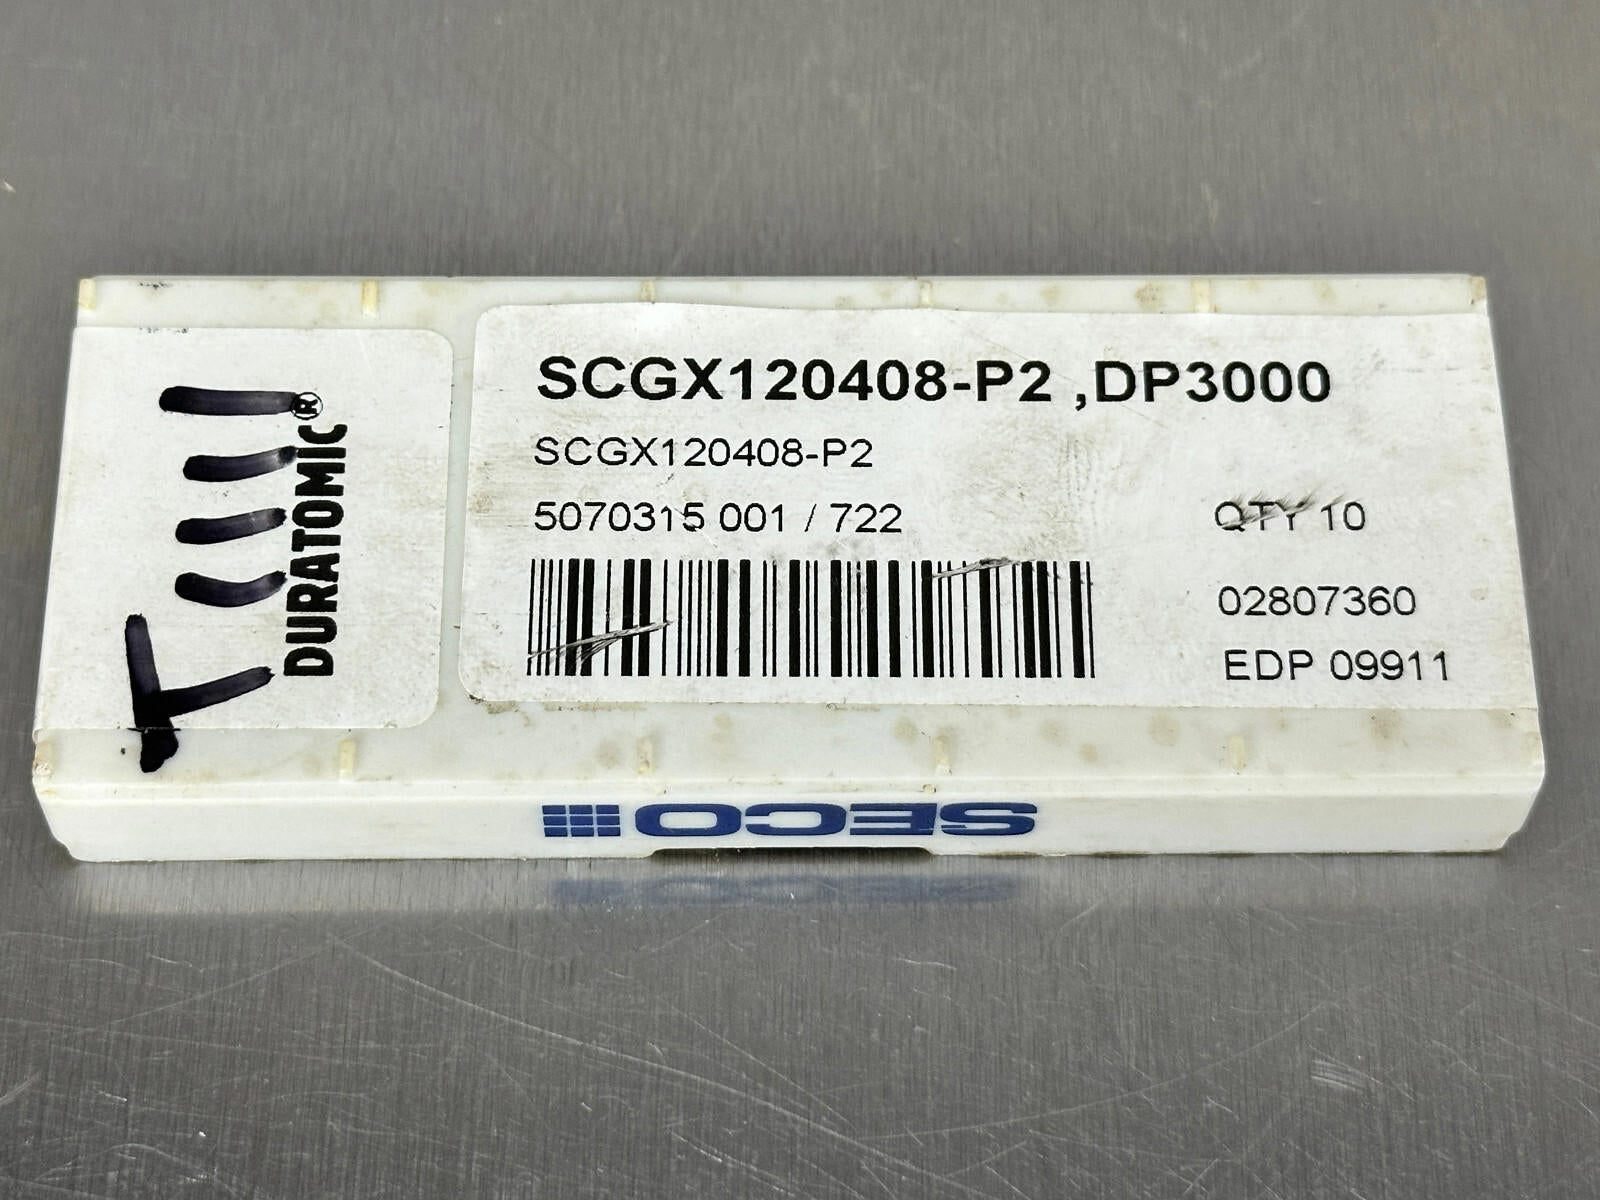 SCGX120408-P2 ,DP3000
SCGX120408-P2
5070315 001 / 722
QTY 10
02807360
EDP 09911
DURATOMIC®
T
SECO